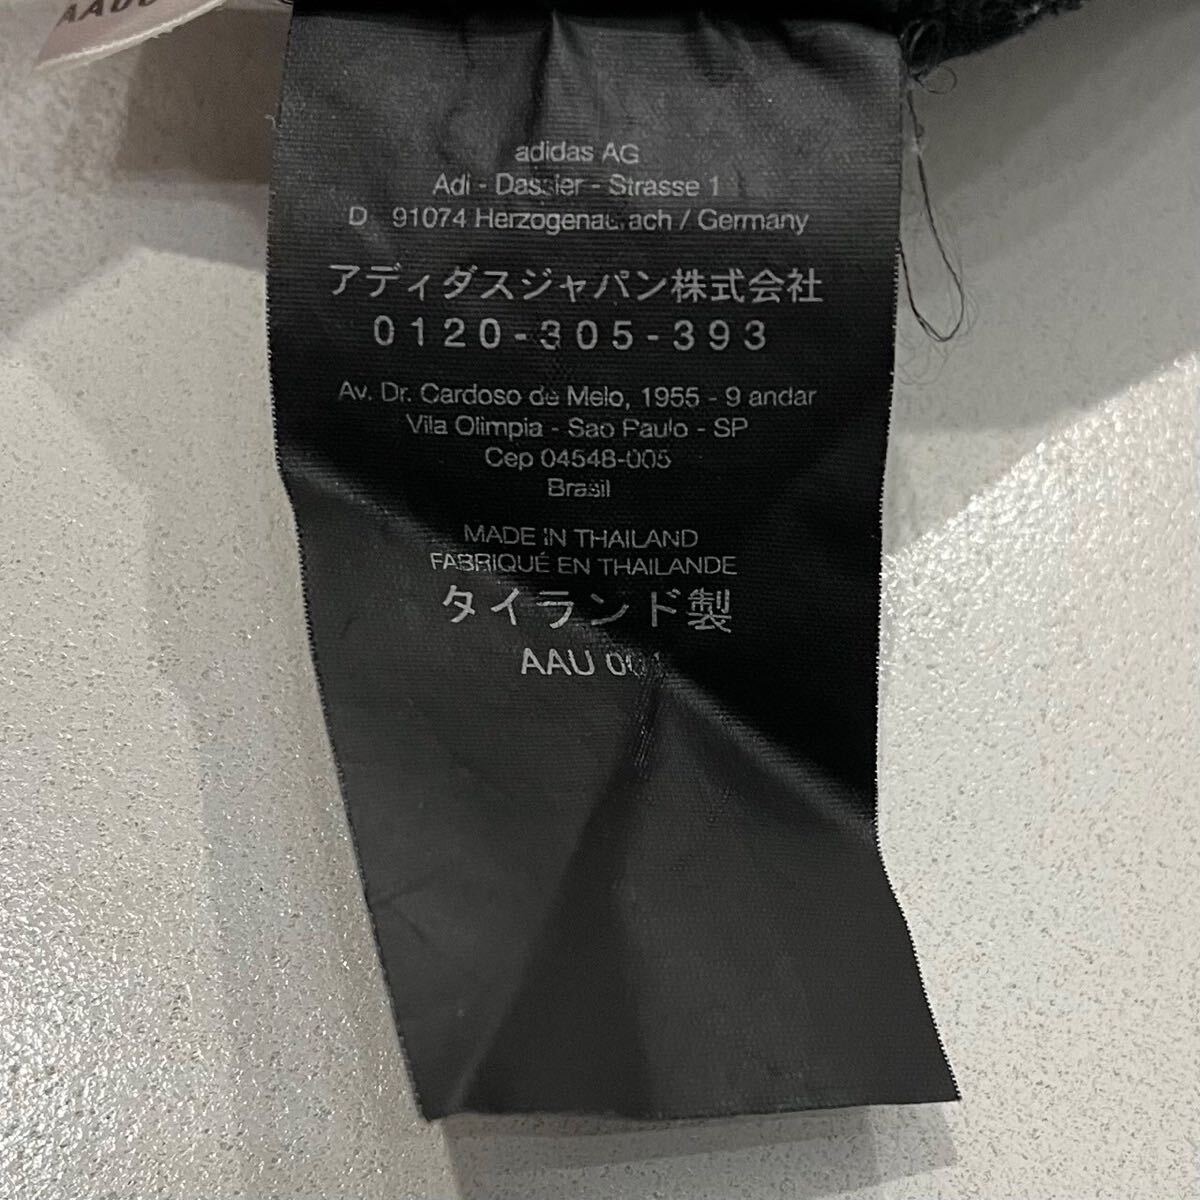 adidas AG
Adi - Dassler - Strasse 1
D 91074 Herzogenaurach / Germany
アディダスジャパン株式会社
0120-305-393
Av. Dr. Cardoso de Melo, 1955 - 9 andar
Vila Olimpia - Sao Paulo - SP
Cep 04548-005
Brasil
MADE IN THAILAND
FABRIQUÉ EN THAILANDE
タイランド製
AAU